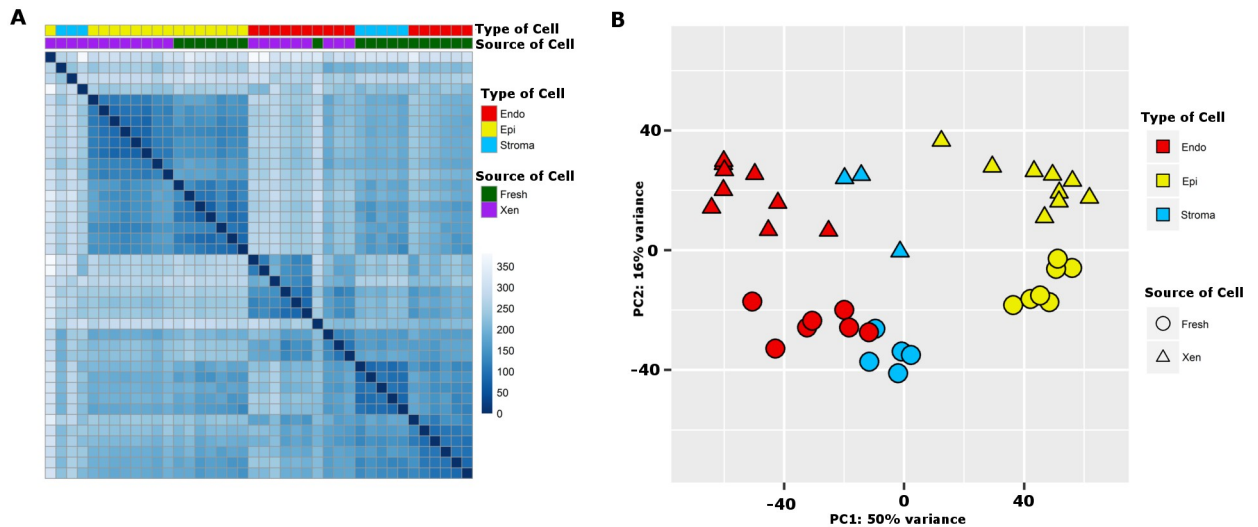 A
Type of Cell
Source of Cell
Type of Cell
Endo
Epi
Stroma
Source of Cell
Fresh
Xen
350
300
250
200
150
100
50
0
B
40
0
-40
PC2: 16% variance
-40
0
40
PC1: 50% variance
Type of Cell
Endo
Epi
Stroma
Source of Cell
Fresh
Xen